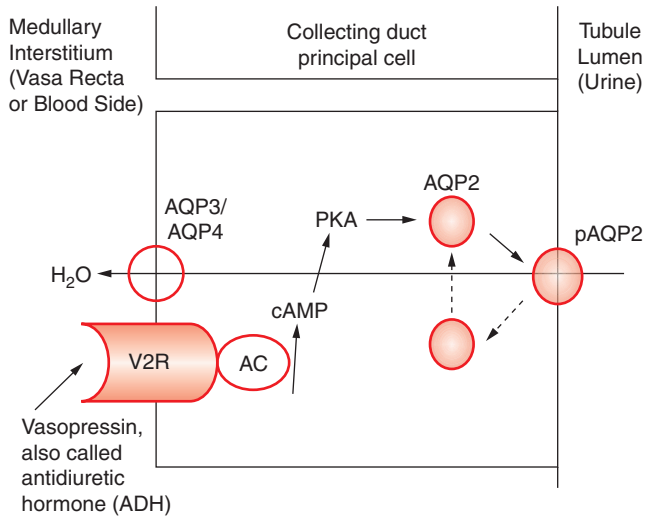 Medullary
Interstitium
(Vasa Recta
or Blood Side)
Collecting duct
principal cell
Tubule
Lumen
(Urine)
AQP3/
AQP4
PKA
AQP2
pAQP2
H₂O
cAMP
V2R
AC
Vasopressin,
also called
antidiuretic
hormone (ADH)